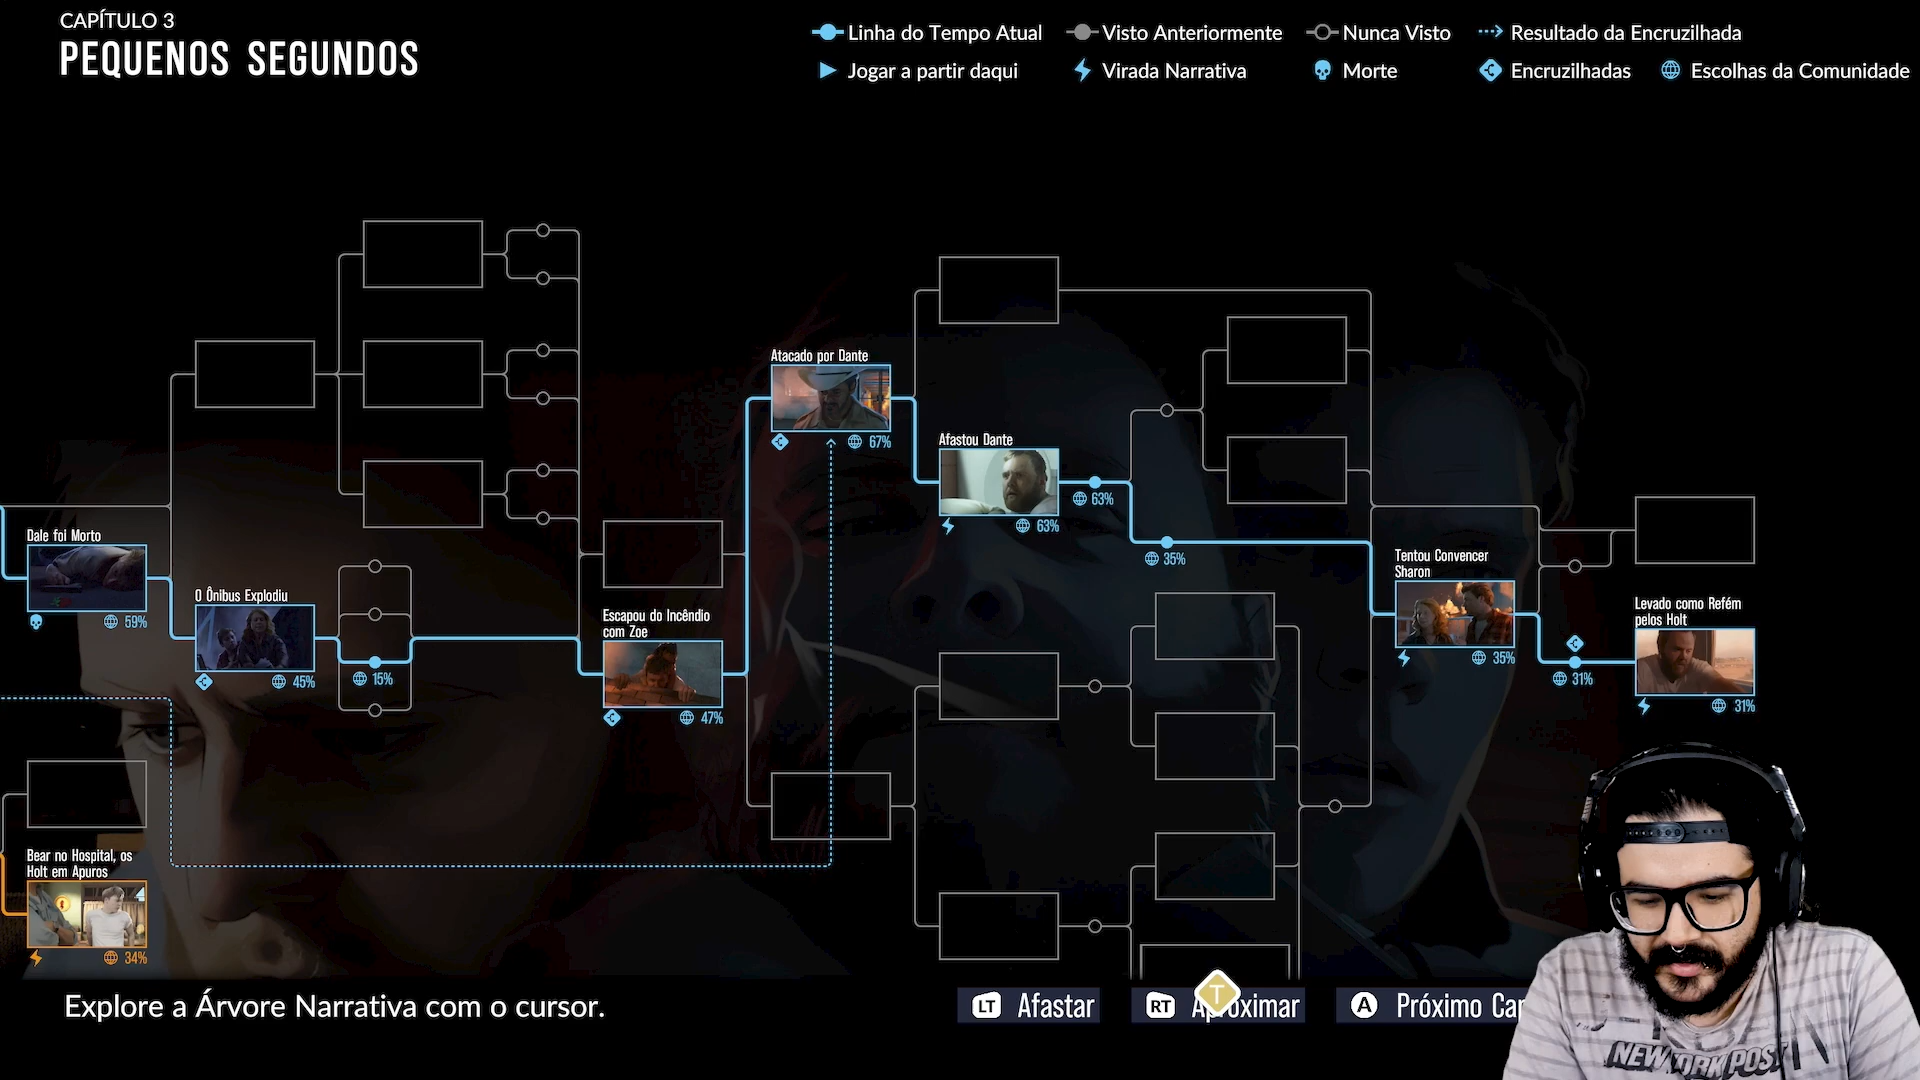 CAPÍTULO 3
PEQUENOS SEGUNDOS
Linha do Tempo Atual
Visto Anteriormente
Nunca Visto
Resultado da Encruzilhada
Jogar a partir daqui
Virada Narrativa
Morte
Encruzilhadas
Escolhas da Comunidade
Atacado por Dante
67%
Afastou Dante
63%
63%
35%
Dale foi Morto
59%
O Ônibus Explodiu
45%
15%
Escapou do Incêndio
com Zoe
47%
Tentou Convencer
Sharon
35%
31%
Levado como Refém
pelos Holt
31%
Bear no Hospital, os
Holt em Apuros
34%
Explore a Árvore Narrativa com o cursor.
LT Afastar
RT Aproximar
T
A Próximo Cap
NEW YORK POST